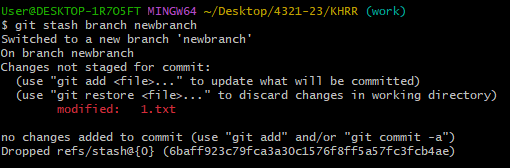 User@DESKTOP-1R7O5FT MINGW64 ~/Desktop/4321-23/KHRR (work)
$ git stash branch newbranch
Switched to a new branch 'newbranch'
On branch newbranch
Changes not staged for commit:
  (use "git add <file>..." to update what will be committed)
  (use "git restore <file>..." to discard changes in working directory)
        modified:   1.txt

no changes added to commit (use "git add" and/or "git commit -a")
Dropped refs/stash@{0} (6baff923c79fca3a30c1576f8ff5a57fc3fcb4ae)